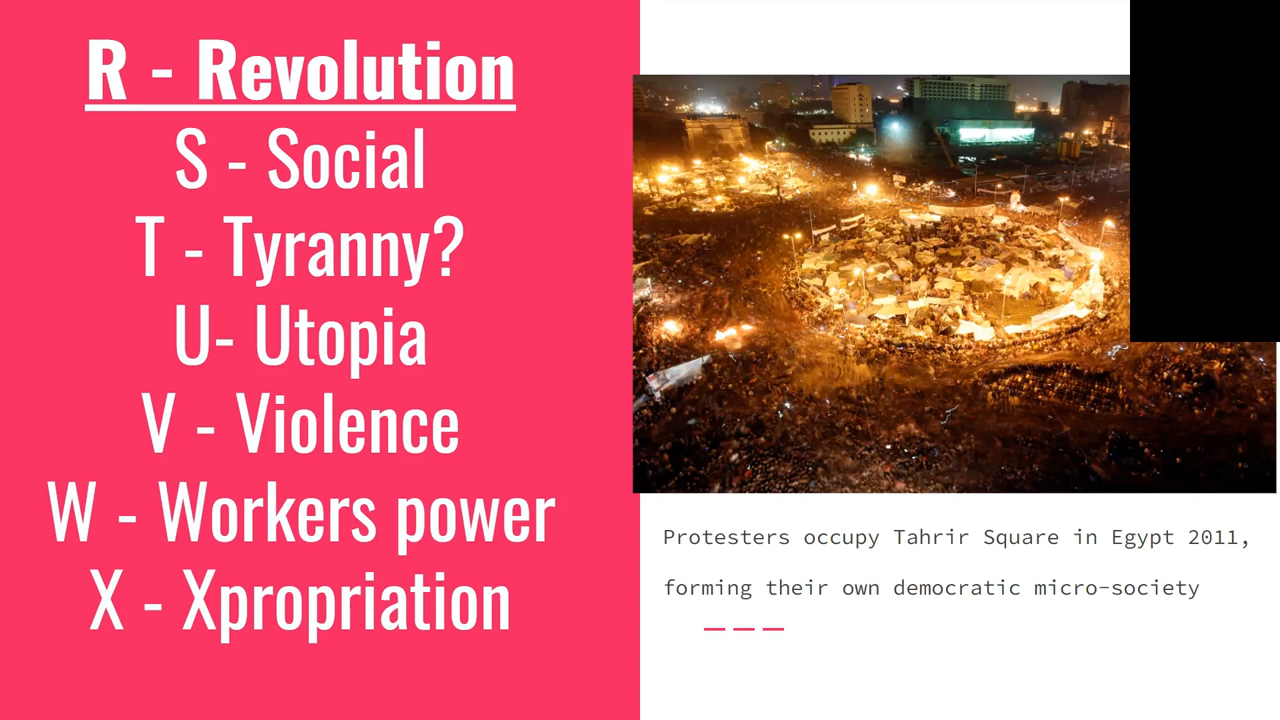 R - Revolution
S - Social
T - Tyranny?
U- Utopia
V - Violence
W - Workers power
X - Xpropriation
Protesters occupy Tahrir Square in Egypt 2011,
forming their own democratic micro-society